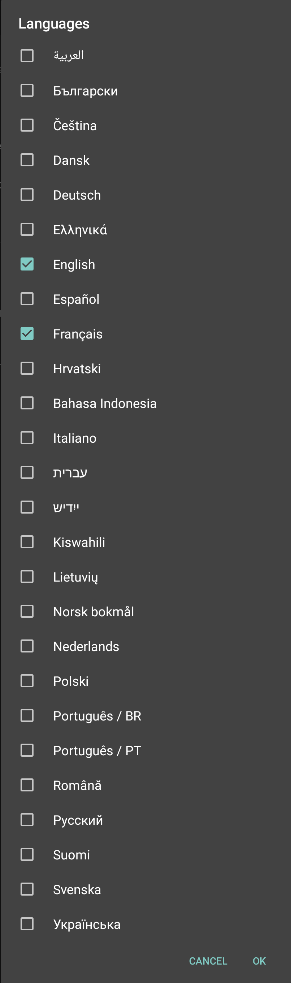 Languages
العربية
Български
Čeština
Dansk
Deutsch
Ελληνικά
English
Español
Français
Hrvatski
Bahasa Indonesia
Italiano
עברית
ייִדיש
Kiswahili
Lietuvių
Norsk bokmål
Nederlands
Polski
Português / BR
Português / PT
Română
Русский
Suomi
Svenska
Українська
CANCEL OK